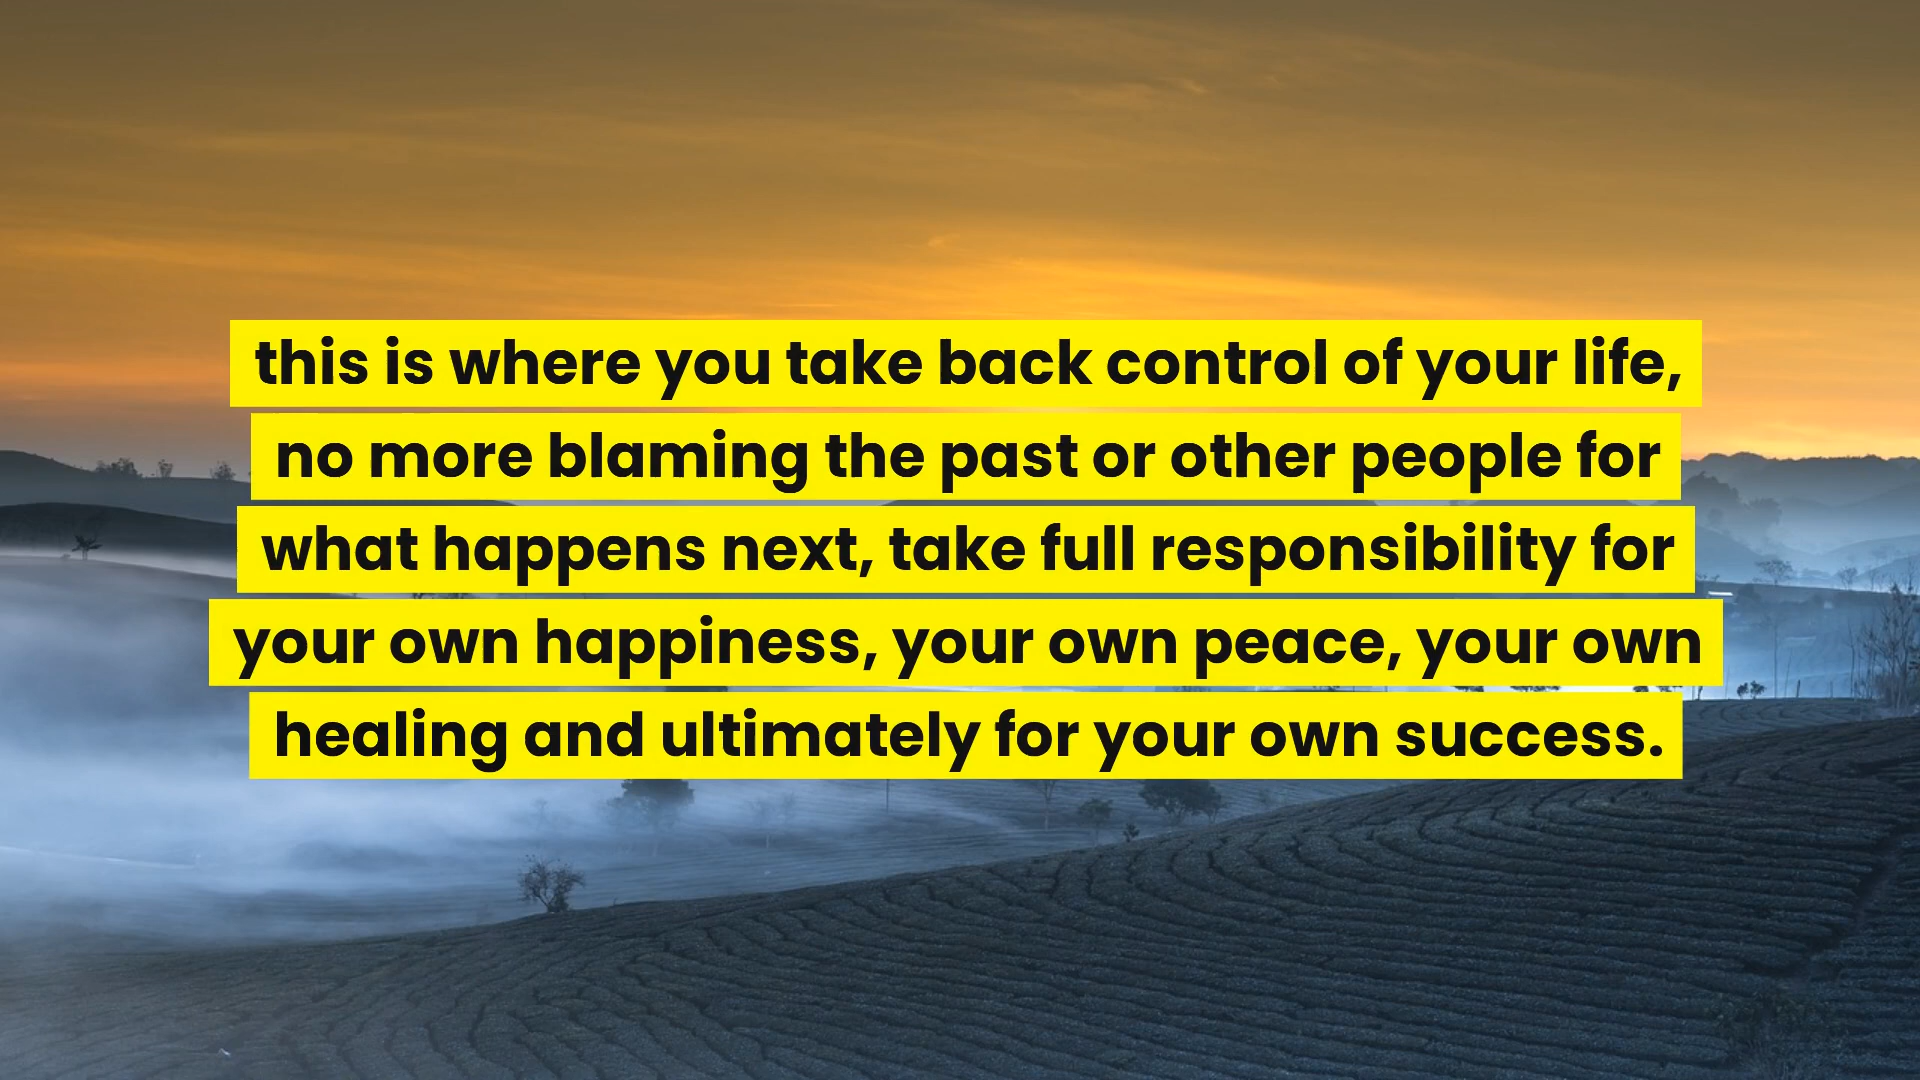 this is where you take back control of your life,
no more blaming the past or other people for
what happens next, take full responsibility for
your own happiness, your own peace, your own
healing and ultimately for your own success.